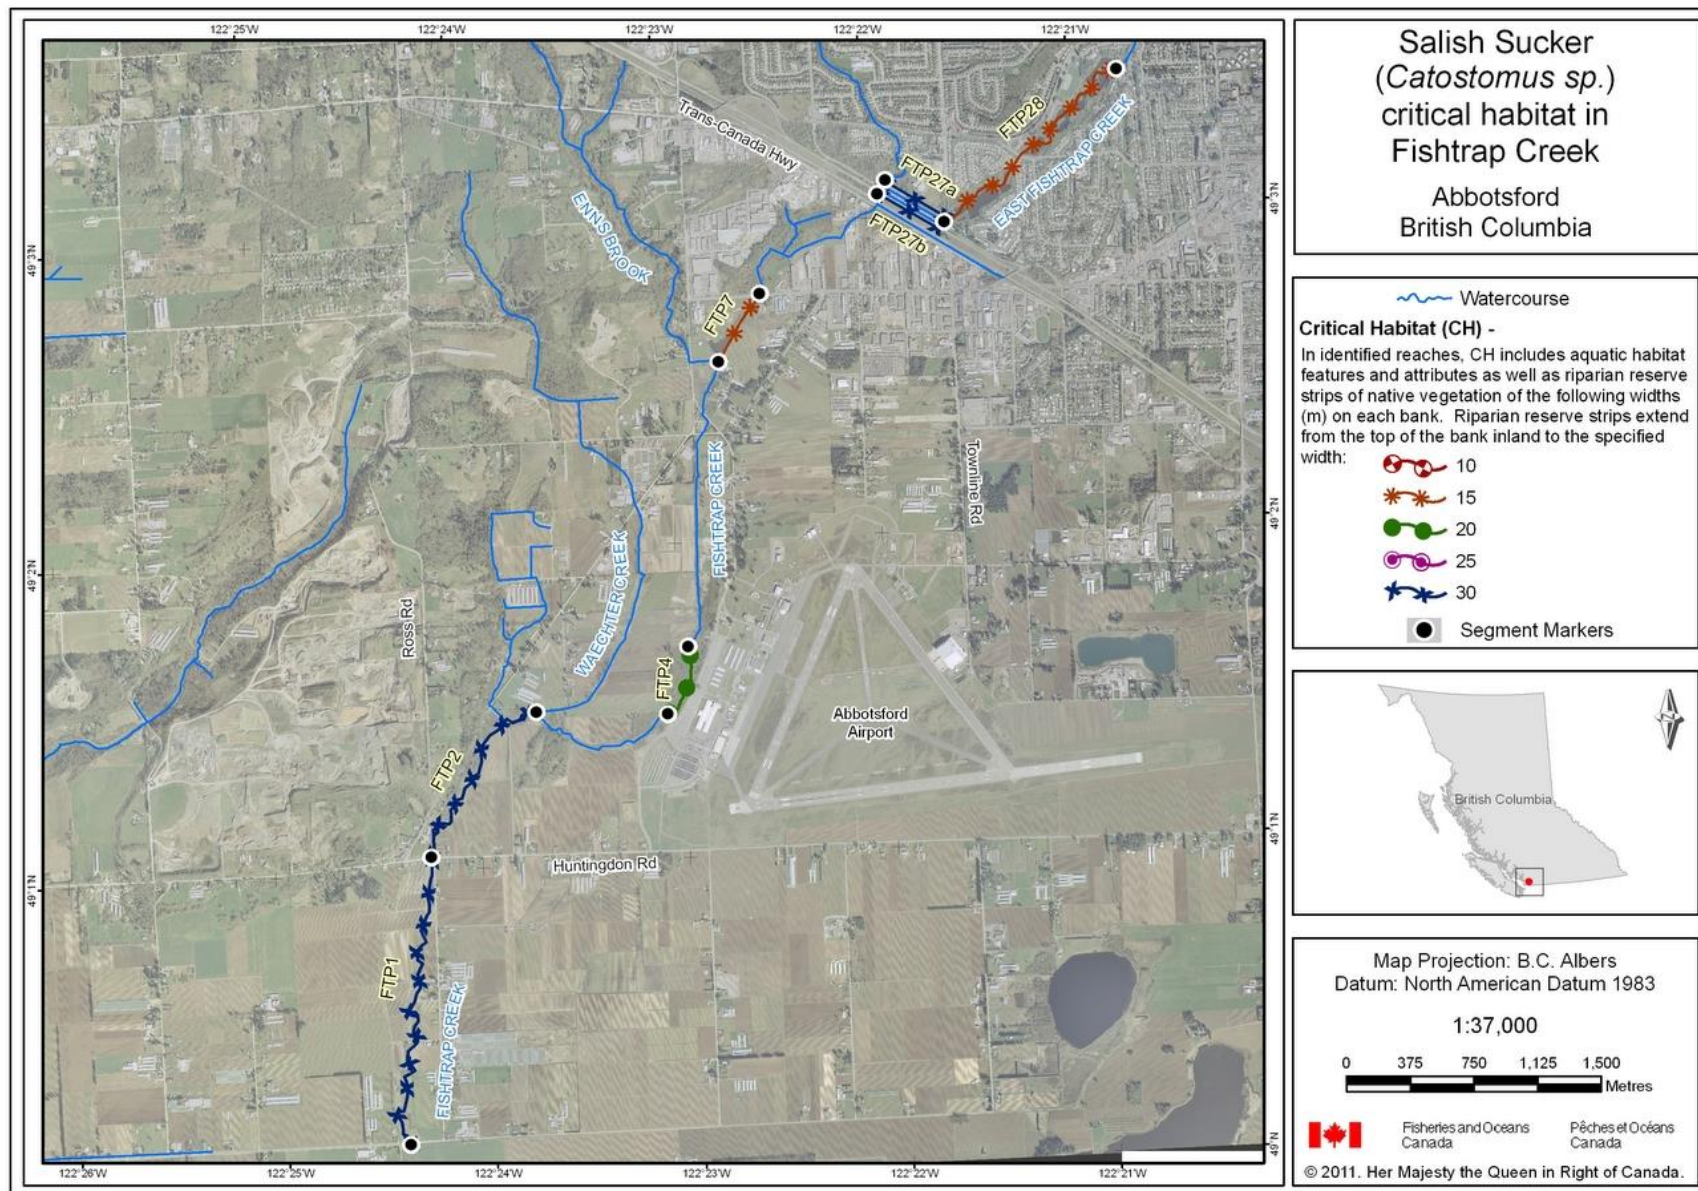 122°25'W
122°24'W
122°23'W
122°22'W
122°21'W
49°3'N
49°2'N
49°1'N
49°3'N
49°2'N
49°1'N
49°N
122°26'W
122°25'W
122°24'W
122°23'W
122°22'W
122°21'W
Trans-Canada Hwy
FTP28
FTP27a
EAST FISHTRAP CREEK
FTP27b
ENNS BROOK
FTP7
FISHTRAP CREEK
Townline Rd
WAECHTER CREEK
Ross Rd
FTP4
Abbotsford
Airport
FTP2
Huntingdon Rd
FTP1
FISHTRAP CREEK
Salish Sucker
(Catostomus sp.)
critical habitat in
Fishtrap Creek
Abbotsford
British Columbia
Watercourse
Critical Habitat (CH) -
In identified reaches, CH includes aquatic habitat
features and attributes as well as riparian reserve
strips of native vegetation of the following widths
(m) on each bank. Riparian reserve strips extend
from the top of the bank inland to the specified
width:
10
15
20
25
30
Segment Markers
British Columbia
Map Projection: B.C. Albers
Datum: North American Datum 1983
1:37,000
0 375 750 1,125 1,500
Metres
Fisheries and Oceans
Canada
Pêches et Océans
Canada
© 2011. Her Majesty the Queen in Right of Canada.